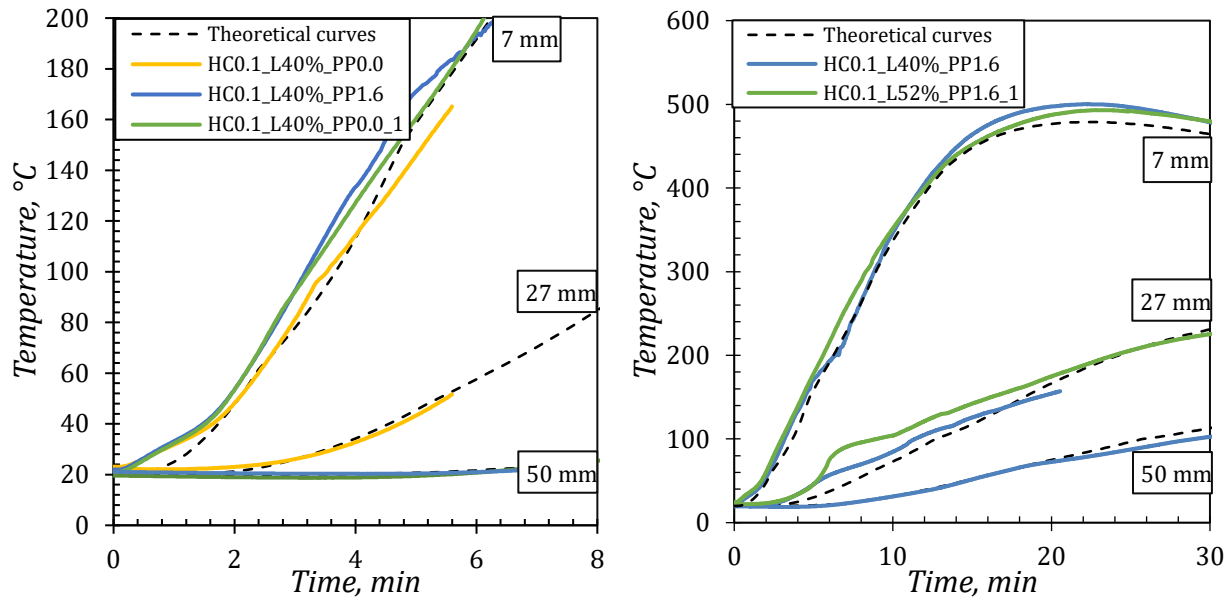 Temperature, °C
200
180
160
140
120
100
80
60
40
20
0
Theoretical curves
HC0.1_L40%_PP0.0
HC0.1_L40%_PP1.6
HC0.1_L40%_PP0.0_1
7 mm
27 mm
50 mm
0 2 4 6 8
Time, min
Temperature, °C
600
500
400
300
200
100
0
Theoretical curves
HC0.1_L40%_PP1.6
HC0.1_L52%_PP1.6_1
7 mm
27 mm
50 mm
0 10 20 30
Time, min